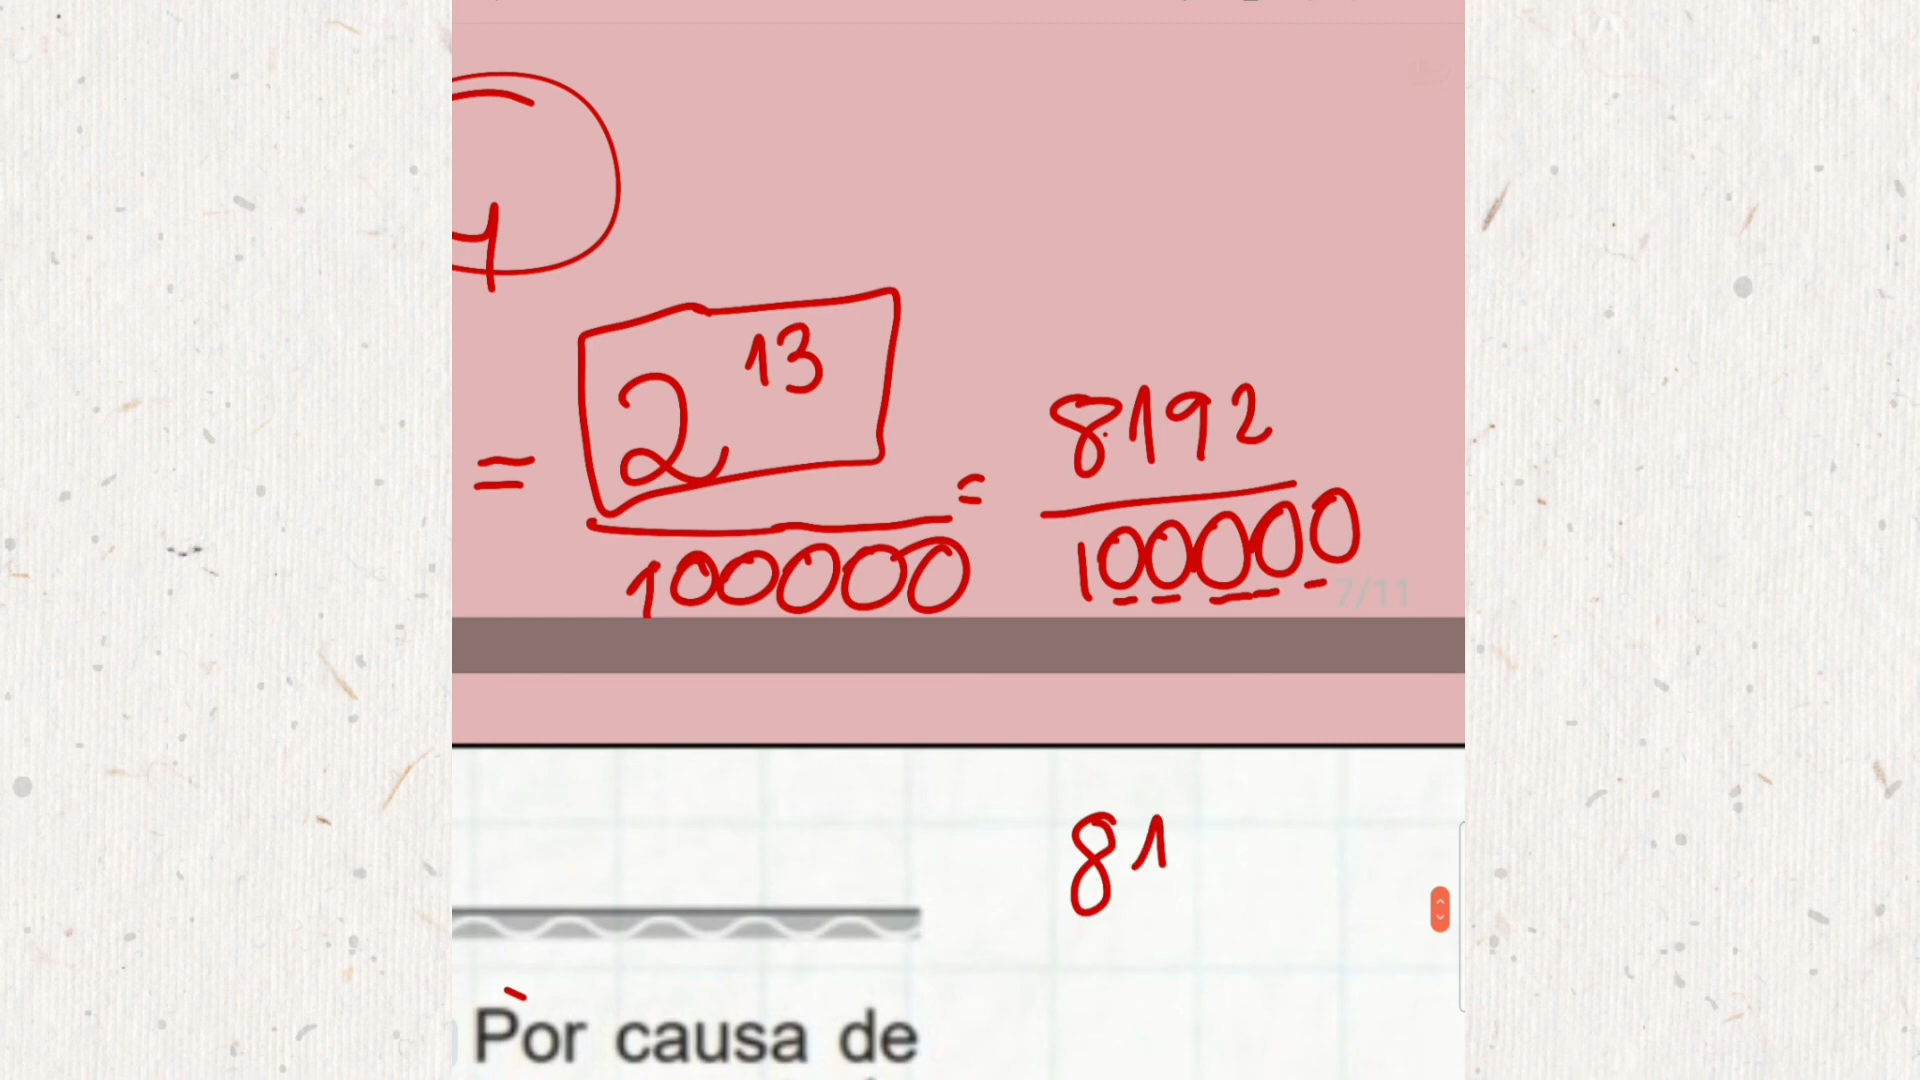 = 2^13 / 100000 = 8192 / 100000
7/11
81
Por causa de